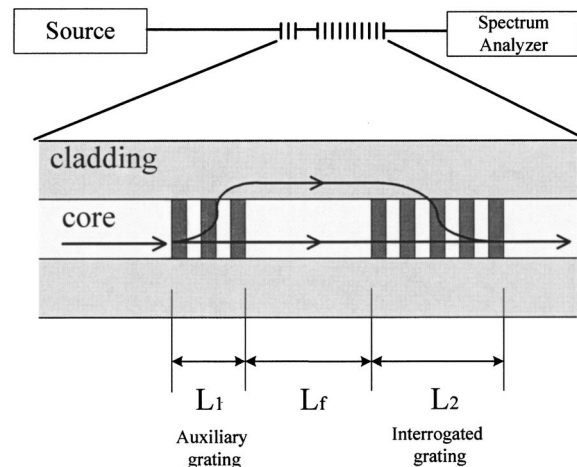 Source
Spectrum
Analyzer
cladding
core
L1
Lf
L2
Auxiliary
grating
Interrogated
grating